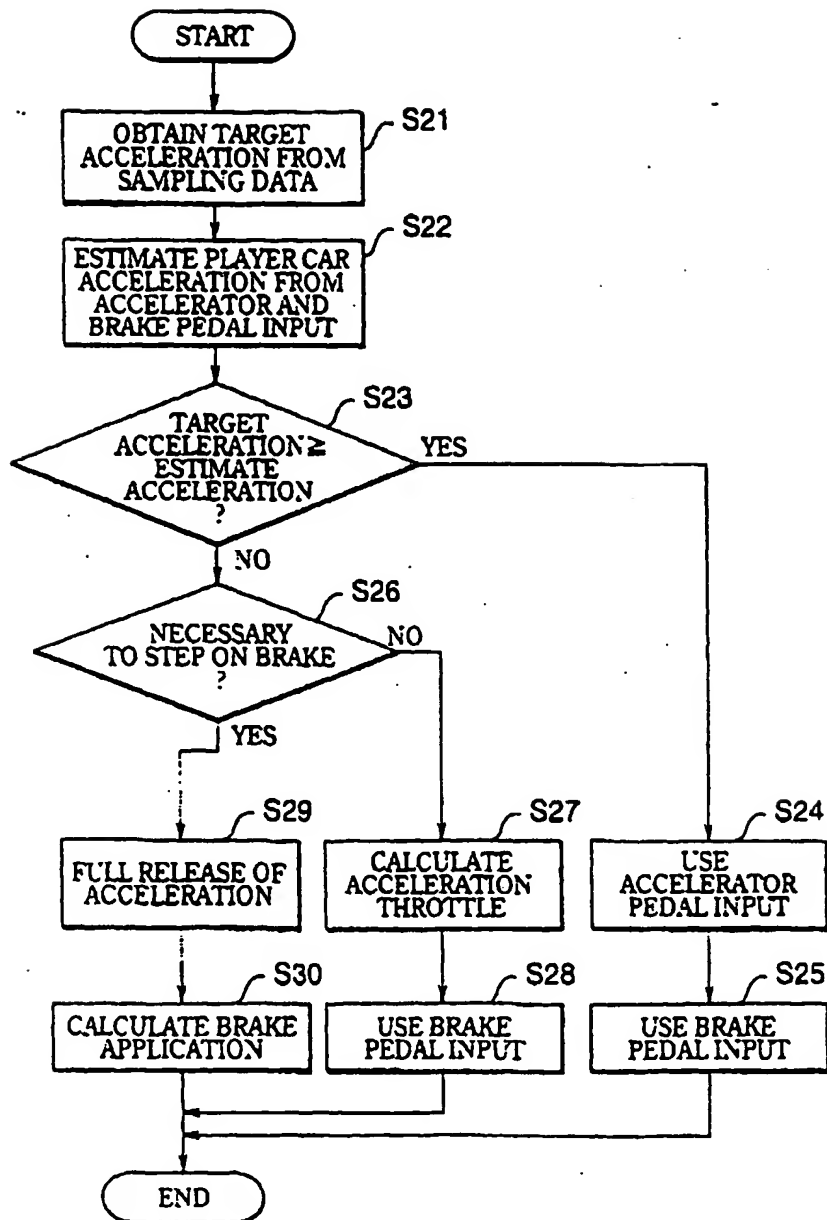 START
S21
OBTAIN TARGET
ACCELERATION FROM
SAMPLING DATA
S22
ESTIMATE PLAYER CAR
ACCELERATION FROM
ACCELERATOR AND
BRAKE PEDAL INPUT
S23
TARGET
ACCELERATION ≧
ESTIMATE
ACCELERATION
?
YES
NO
S26
NECESSARY
TO STEP ON BRAKE
?
NO
YES
S29
FULL RELEASE OF
ACCELERATION
S27
CALCULATE
ACCELERATION
THROTTLE
S24
USE
ACCELERATOR
PEDAL INPUT
S30
CALCULATE BRAKE
APPLICATION
S28
USE BRAKE
PEDAL INPUT
S25
USE BRAKE
PEDAL INPUT
END